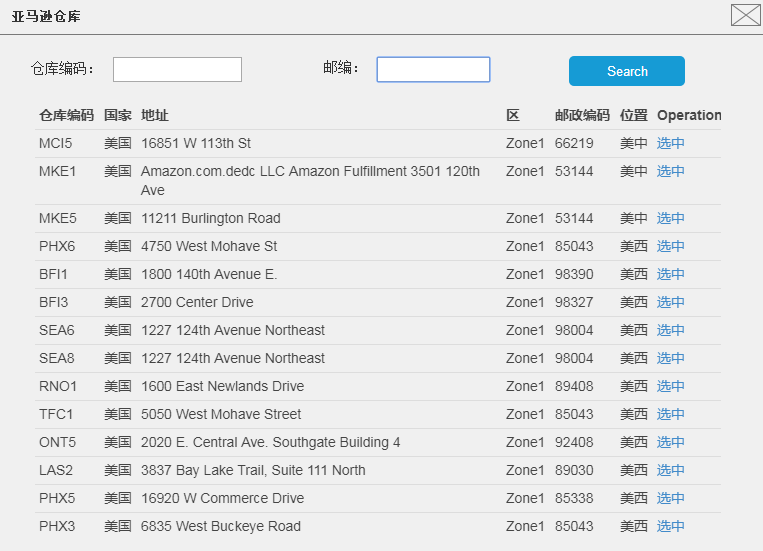 亚马逊仓库
仓库编码： 邮编： Search
仓库编码 国家 地址 区 邮政编码 位置 Operation
MCI5 美国 16851 W 113th St Zone1 66219 美中 选中
MKE1 美国 Amazon.com.dedc LLC Amazon Fulfillment 3501 120th Zone1 53144 美中 选中
Ave
MKE5 美国 11211 Burlington Road Zone1 53144 美中 选中
PHX6 美国 4750 West Mohave St Zone1 85043 美西 选中
BFI1 美国 1800 140th Avenue E. Zone1 98390 美西 选中
BFI3 美国 2700 Center Drive Zone1 98327 美西 选中
SEA6 美国 1227 124th Avenue Northeast Zone1 98004 美西 选中
SEA8 美国 1227 124th Avenue Northeast Zone1 98004 美西 选中
RNO1 美国 1600 East Newlands Drive Zone1 89408 美西 选中
TFC1 美国 5050 West Mohave Street Zone1 85043 美西 选中
ONT5 美国 2020 E. Central Ave. Southgate Building 4 Zone1 92408 美西 选中
LAS2 美国 3837 Bay Lake Trail, Suite 111 North Zone1 89030 美西 选中
PHX5 美国 16920 W Commerce Drive Zone1 85338 美西 选中
PHX3 美国 6835 West Buckeye Road Zone1 85043 美西 选中